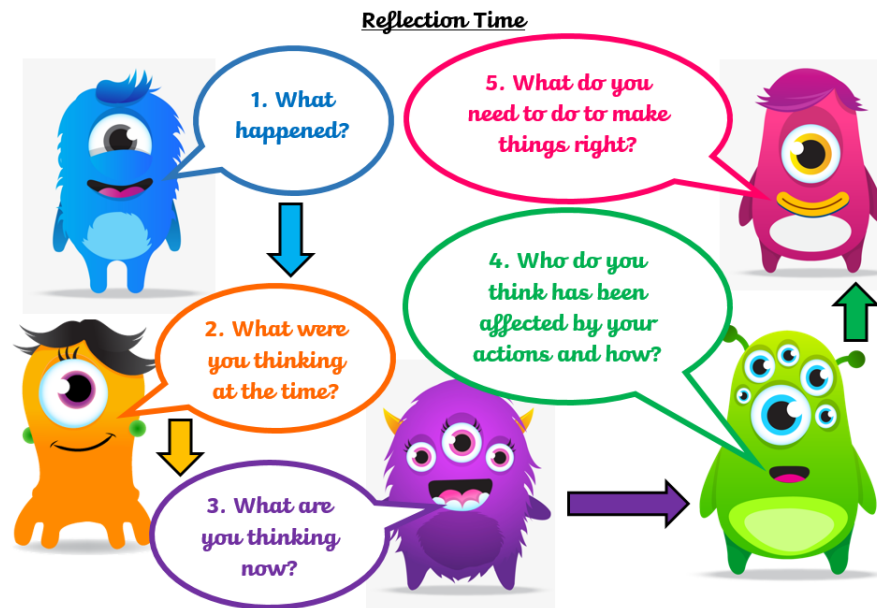 Reflection Time
1. What
happened?
2. What were
you thinking
at the time?
3. What are
you thinking
now?
4. Who do you
think has been
affected by your
actions and how?
5. What do you
need to do to make
things right?